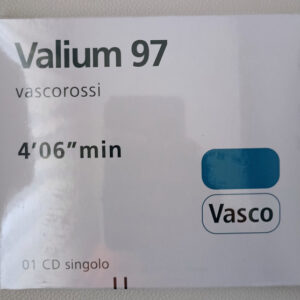 Valium 97
vascorossi
4'06"min
Vasco
01 CD singolo